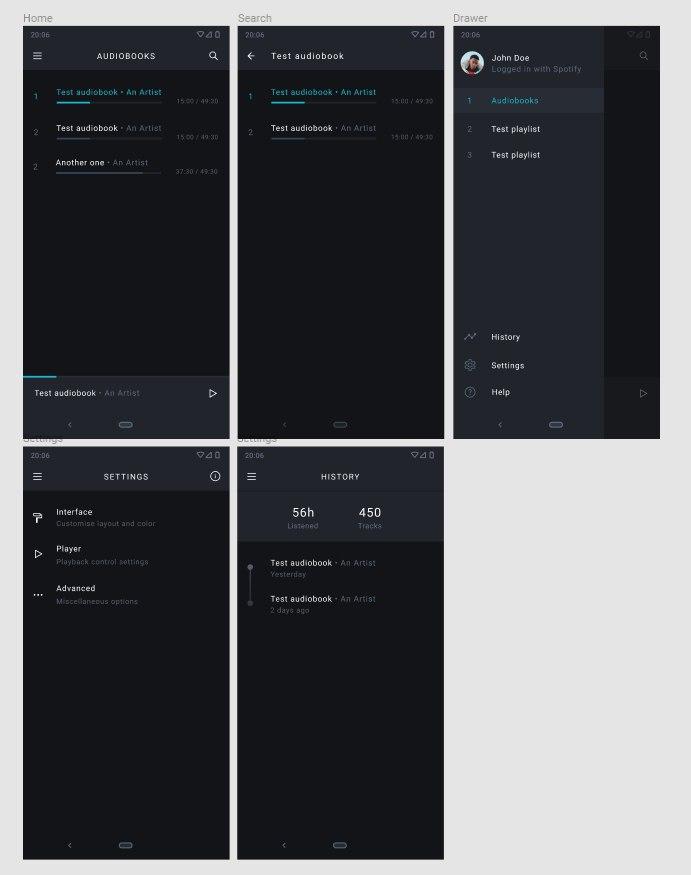 Home
20:06
AUDIOBOOKS
1
Test audiobook • An Artist
15:00 / 49:30
2
Test audiobook • An Artist
15:00 / 49:30
2
Another one • An Artist
37:30 / 49:30
Test audiobook • An Artist
Search
20:06
Test audiobook
1
Test audiobook • An Artist
15:00 / 49:30
2
Test audiobook • An Artist
15:00 / 49:30
Drawer
20:06
John Doe
Logged in with Spotify
1 Audiobooks
2 Test playlist
3 Test playlist
History
Settings
Help
Settings
20:06
SETTINGS
Interface
Customise layout and color
Player
Playback control settings
Advanced
Miscellaneous options
Settings
20:06
HISTORY
56h 450
Listened Tracks
Test audiobook • An Artist
Yesterday
Test audiobook • An Artist
2 days ago